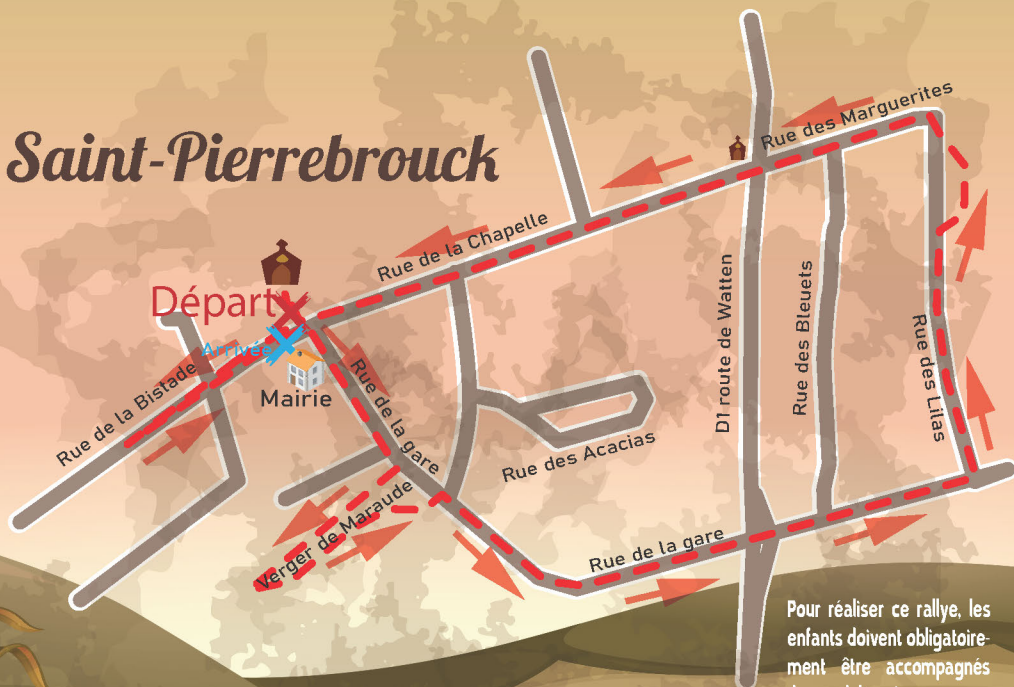 Saint-Pierrebrouck
Rue des Marguerites
Rue de la Chapelle
Départ
Arrivée
Mairie
Rue de la Bistade
Rue de la gare
Rue des Acacias
D1 route de Watten
Rue des Bleuets
Rue des Lilas
Verger de Maraude
Rue de la gare
Pour réaliser ce rallye, les
enfants doivent obligatoire-
ment être accompagnés